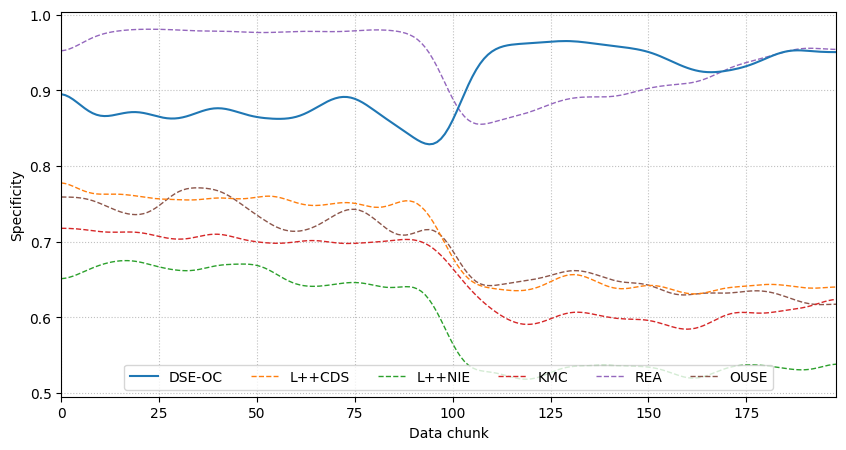 1.0
0.9
0.8
0.7
0.6
0.5
Specificity
DSE-OC L++CDS L++NIE KMC REA OUSE
0 25 50 75 100 125 150 175
Data chunk